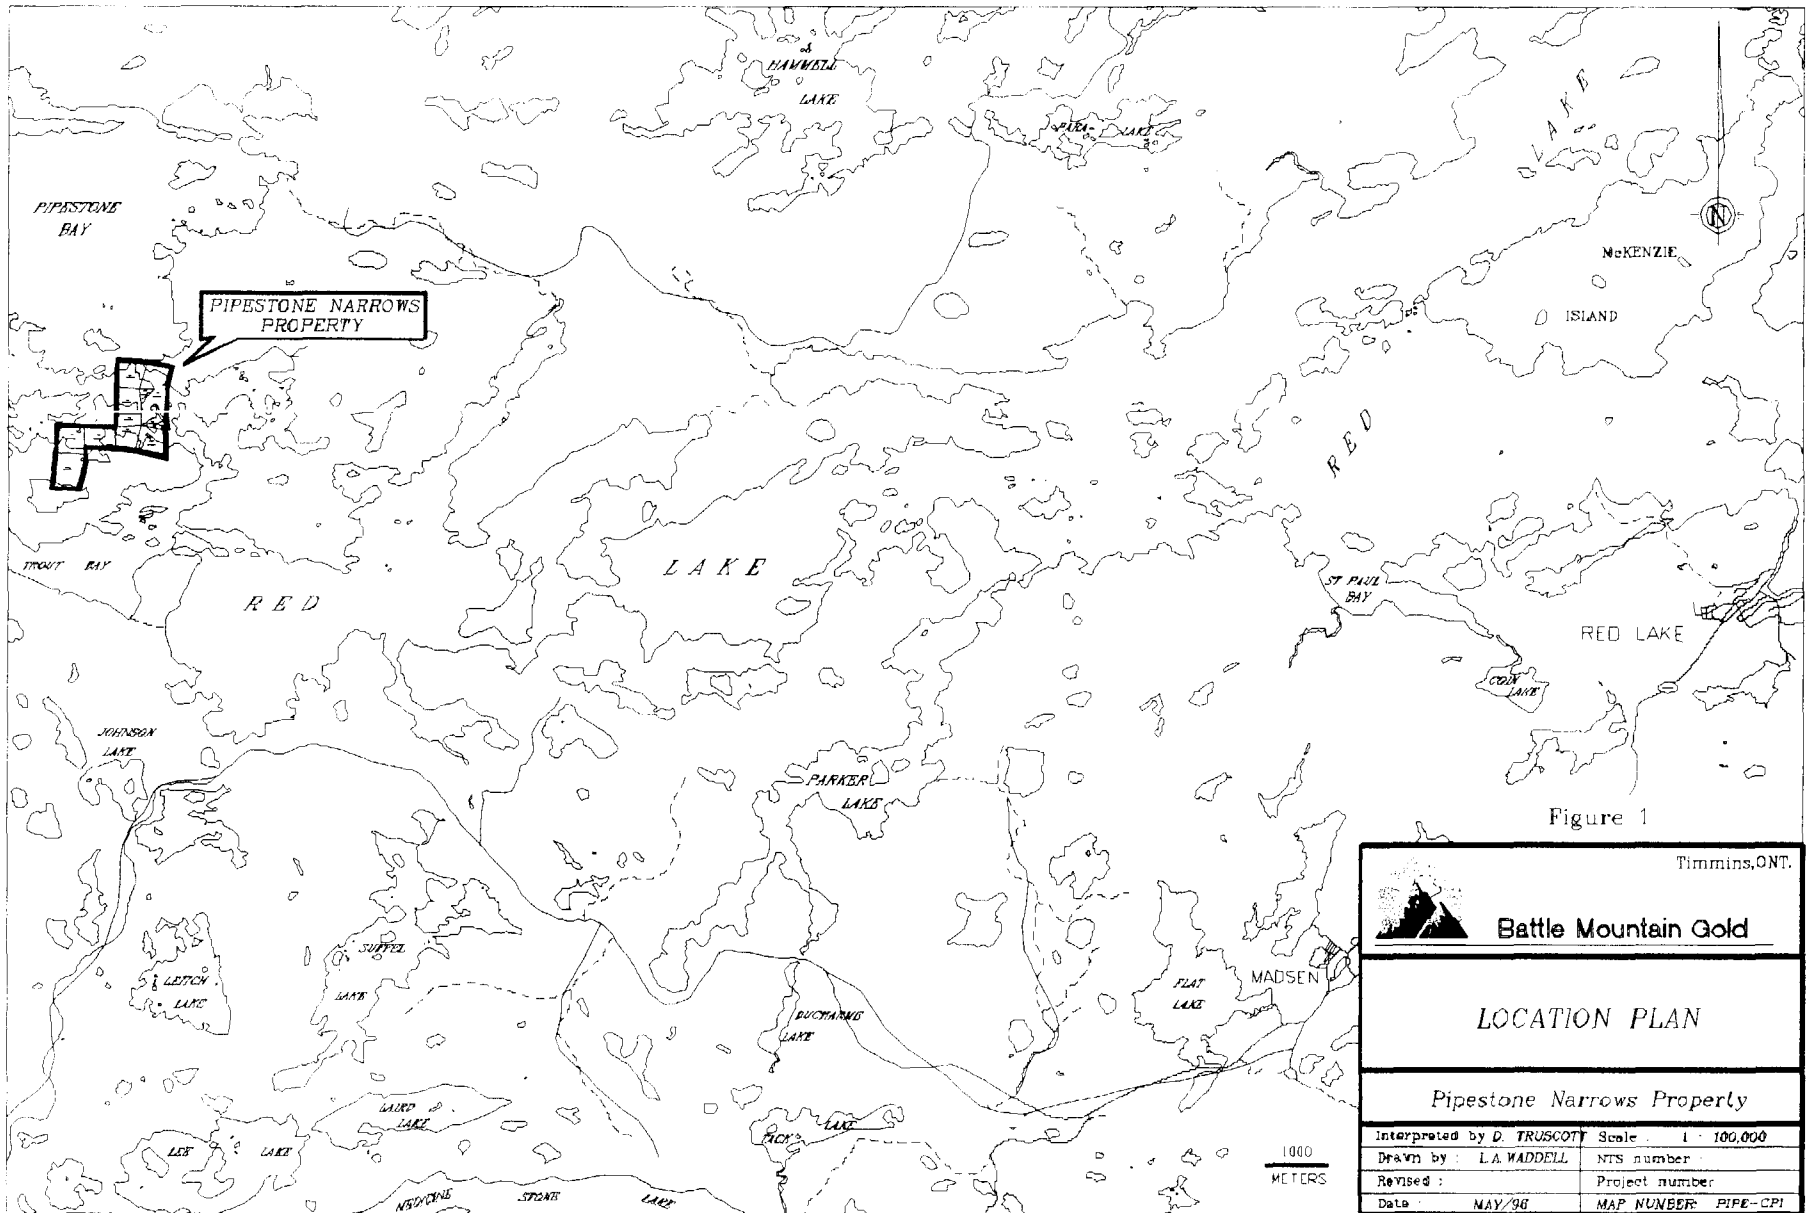 HAMMELL
LAKE
PARA
LAKE
LAKE
PIPESTONE
BAY
N
McKENZIE
ISLAND
PIPESTONE NARROWS
PROPERTY
RED
LAKE
TROUT BAY
RED
ST PAUL
BAY
RED LAKE
COIN
LAKE
JOHNSON
LAKE
PARKER
LAKE
Figure 1
Timmins,ONT.
Battle Mountain Gold
SUFFEL
LAKE
LEITCH
LAKE
FLAT
LAKE
MADSEN
DUCHARME
LAKE
LOCATION PLAN
Pipestone Narrows Property
LAIRD
LAKE
LEE LAKE
LAKE
MEDICINE STONE LAKE
1000
METERS
Interpreted by D. TRUSCOTT
Scale : 1 : 100,000
Drawn by : L.A. WADDELL
NTS number
Revised :
Project number
Date MAY/96
MAP NUMBER: PIPE-CP1